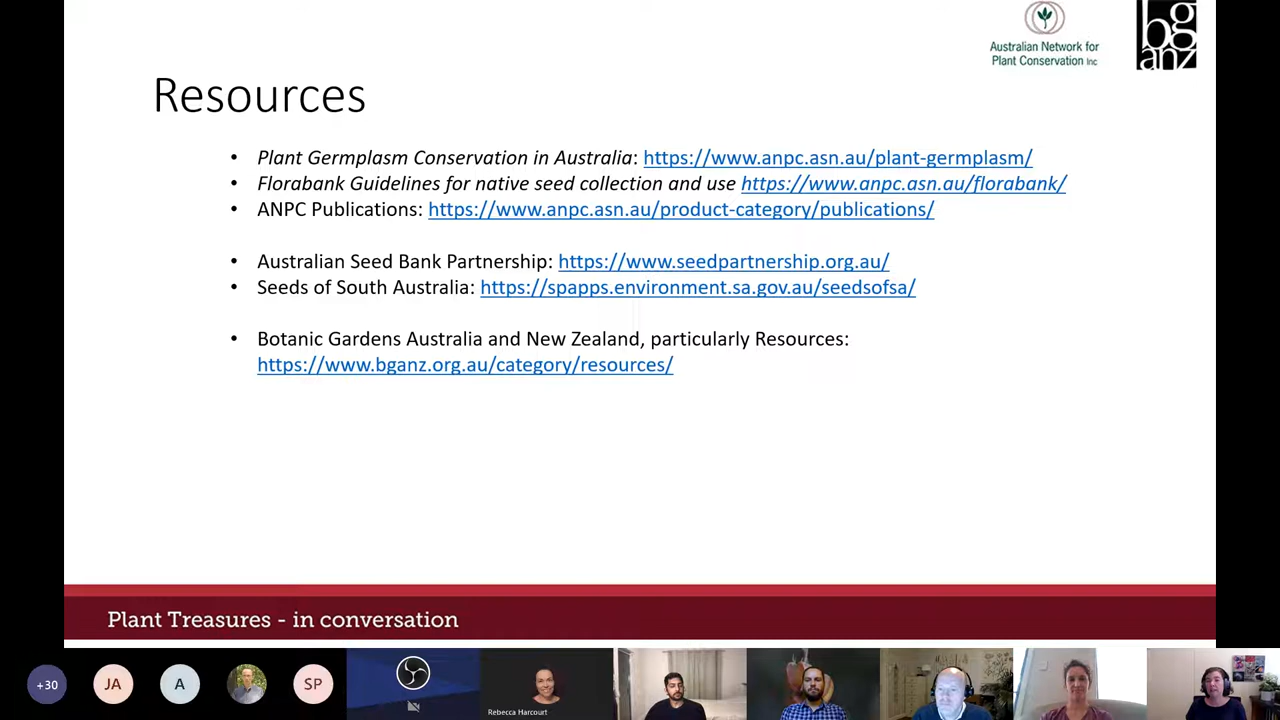 Australian Network for
Plant Conservation Inc
bg
anz
Resources
• Plant Germplasm Conservation in Australia: https://www.anpc.asn.au/plant-germplasm/
• Florabank Guidelines for native seed collection and use https://www.anpc.asn.au/florabank/
• ANPC Publications: https://www.anpc.asn.au/product-category/publications/
• Australian Seed Bank Partnership: https://www.seedpartnership.org.au/
• Seeds of South Australia: https://spapps.environment.sa.gov.au/seedsofsa/
• Botanic Gardens Australia and New Zealand, particularly Resources:
https://www.bganz.org.au/category/resources/
Plant Treasures - in conversation
+30
JA
A
SP
Rebecca Harcourt